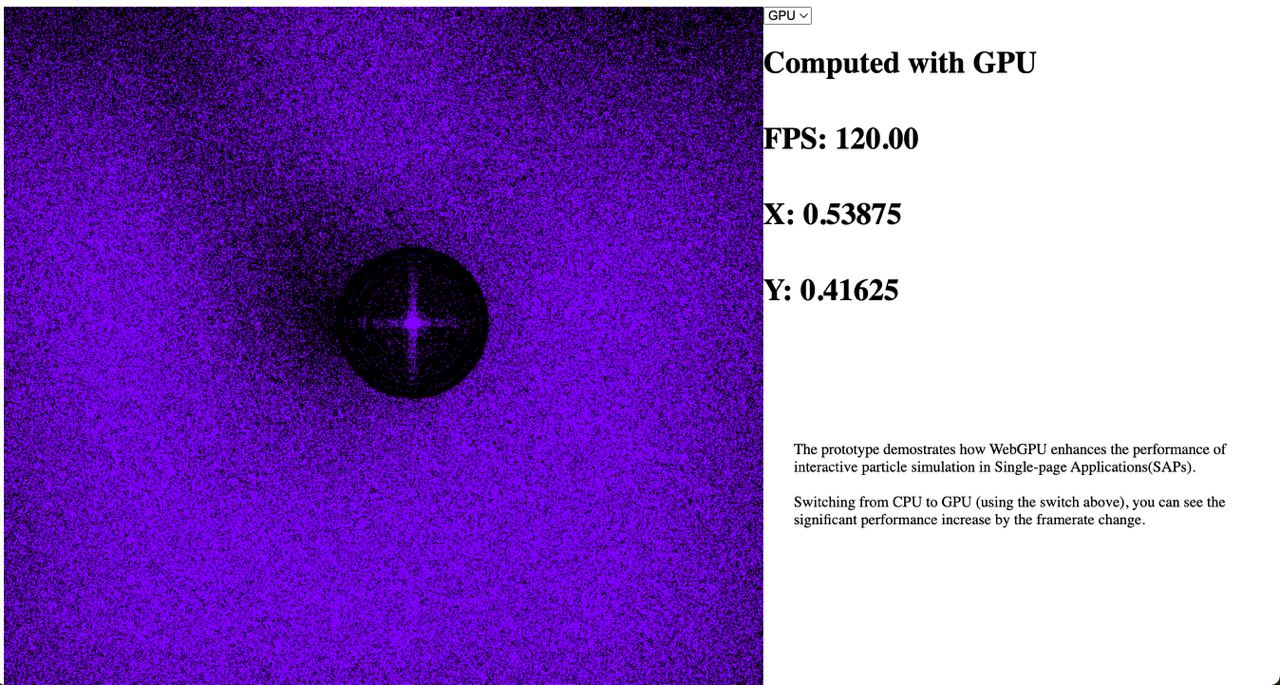 GPU
Computed with GPU
FPS: 120.00
X: 0.53875
Y: 0.41625
The prototype demostrates how WebGPU enhances the performance of
interactive particle simulation in Single-page Applications(SAPs).
Switching from CPU to GPU (using the switch above), you can see the
significant performance increase by the framerate change.